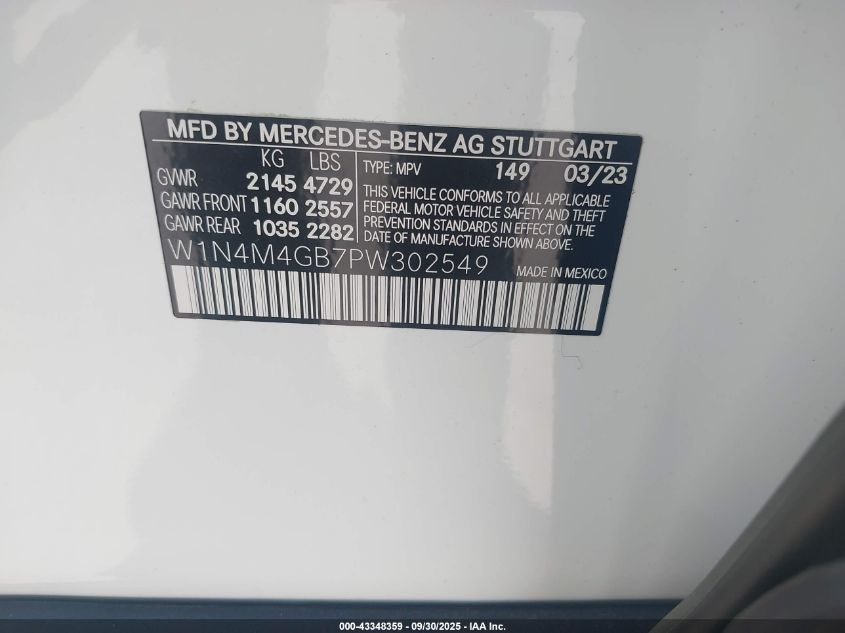 MFD BY MERCEDES-BENZ AG STUTTGART
KG LBS
GVWR 2145 4729
GAWR FRONT 1160 2557
GAWR REAR 1035 2282
TYPE: MPV 149 03/23
THIS VEHICLE CONFORMS TO ALL APPLICABLE
FEDERAL MOTOR VEHICLE SAFETY AND THEFT
PREVENTION STANDARDS IN EFFECT ON THE
DATE OF MANUFACTURE SHOWN ABOVE.
W1N4M4GB7PW302549 MADE IN MEXICO
000-43348359 - 09/30/2025 - IAA Inc.